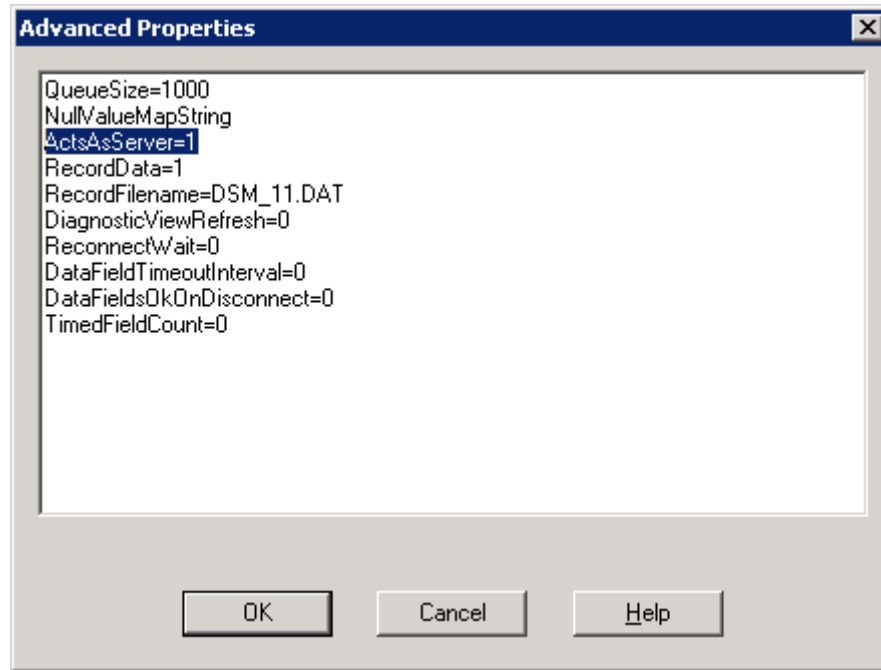 Advanced Properties
QueueSize=1000
NullValueMapString
ActsAsServer=1
RecordData=1
RecordFilename=DSM_11.DAT
DiagnosticViewRefresh=0
ReconnectWait=0
DataFieldTimeoutInterval=0
DataFieldsOkOnDisconnect=0
TimedFieldCount=0
OK Cancel Help